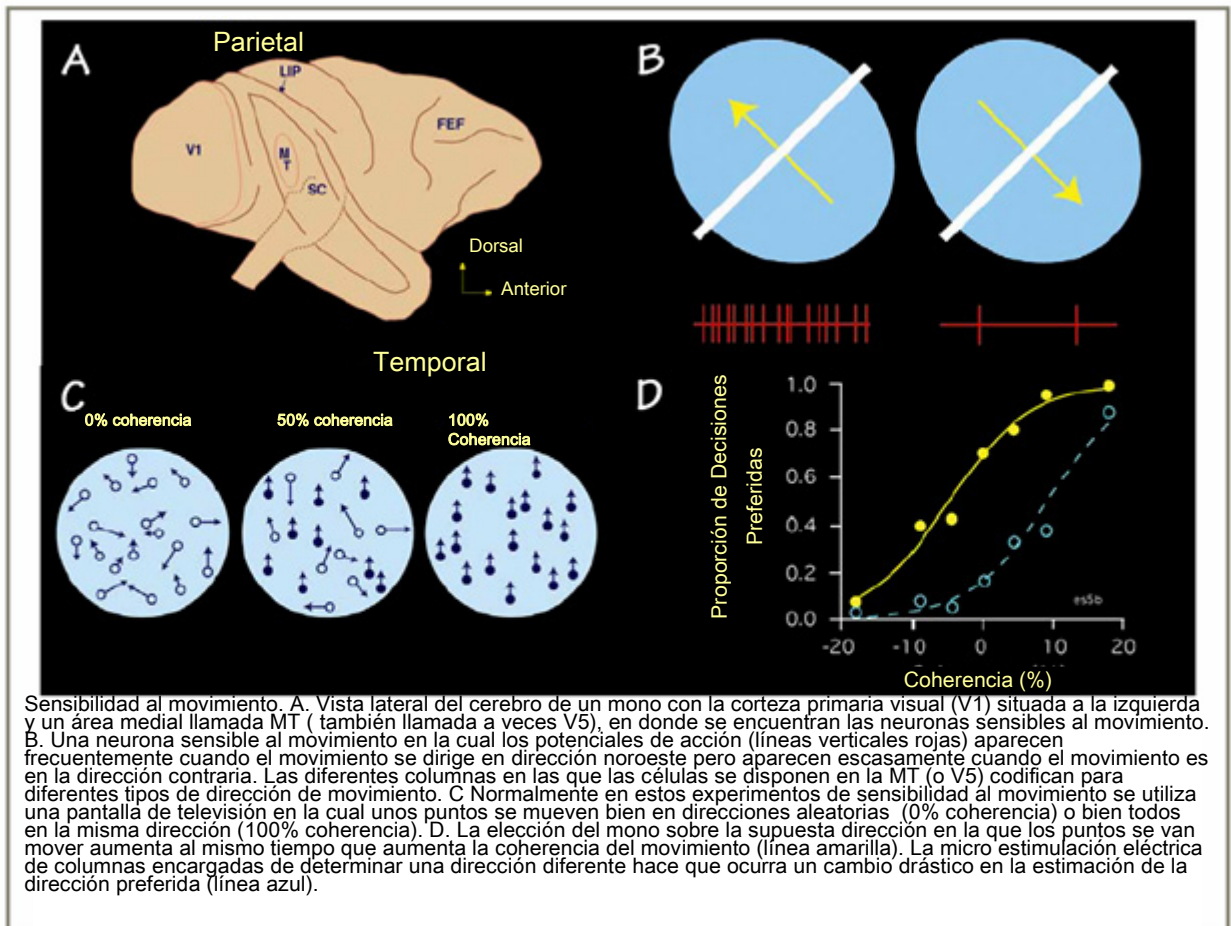 A
Parietal
LIP
V1
M
T
SC
FEF
Dorsal
Anterior
Temporal
B
C
0% coherencia
50% coherencia
100%
Coherencia
D
Proporción de Decisiones
Preferidas
1.0
0.8
0.6
0.4
0.2
0.0
es5b
-20
-10
0
10
20
Coherencia (%)
Sensibilidad al movimiento. A. Vista lateral del cerebro de un mono con la corteza primaria visual (V1) situada a la izquierda
y un área medial llamada MT ( también llamada a veces V5), en donde se encuentran las neuronas sensibles al movimiento.
B. Una neurona sensible al movimiento en la cual los potenciales de acción (líneas verticales rojas) aparecen
frecuentemente cuando el movimiento se dirige en dirección noroeste pero aparecen escasamente cuando el movimiento es
en la dirección contraria. Las diferentes columnas en las que las células se disponen en la MT (o V5) codifican para
diferentes tipos de dirección de movimiento. C Normalmente en estos experimentos de sensibilidad al movimiento se utiliza
una pantalla de televisión en la cual unos puntos se mueven bien en direcciones aleatorias (0% coherencia) o bien todos
en la misma dirección (100% coherencia). D. La elección del mono sobre la supuesta dirección en la que los puntos se van
mover aumenta al mismo tiempo que aumenta la coherencia del movimiento (línea amarilla). La micro estimulación eléctrica
de columnas encargadas de determinar una dirección diferente hace que ocurra un cambio drástico en la estimación de la
dirección preferida (línea azul).